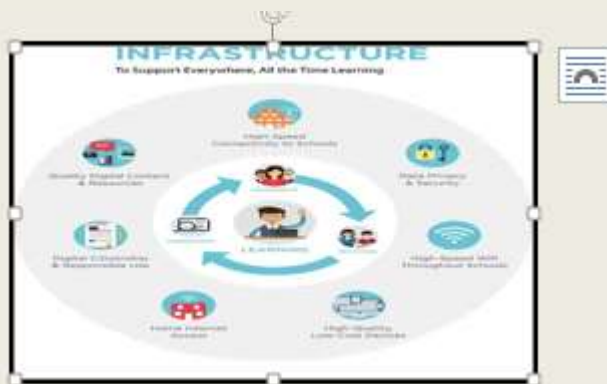 INFRASTRUCTURE
To Support Everywhere, All the Time Learning
High-Speed
Connectivity to Schools
Quality Digital Content
& Resources
Data Privacy
& Security
LEARNING
Digital Citizenship
& Responsible Use
High-Speed Wifi
Throughout Schools
Home Internet
Access
High-Quality
Low-Cost Devices